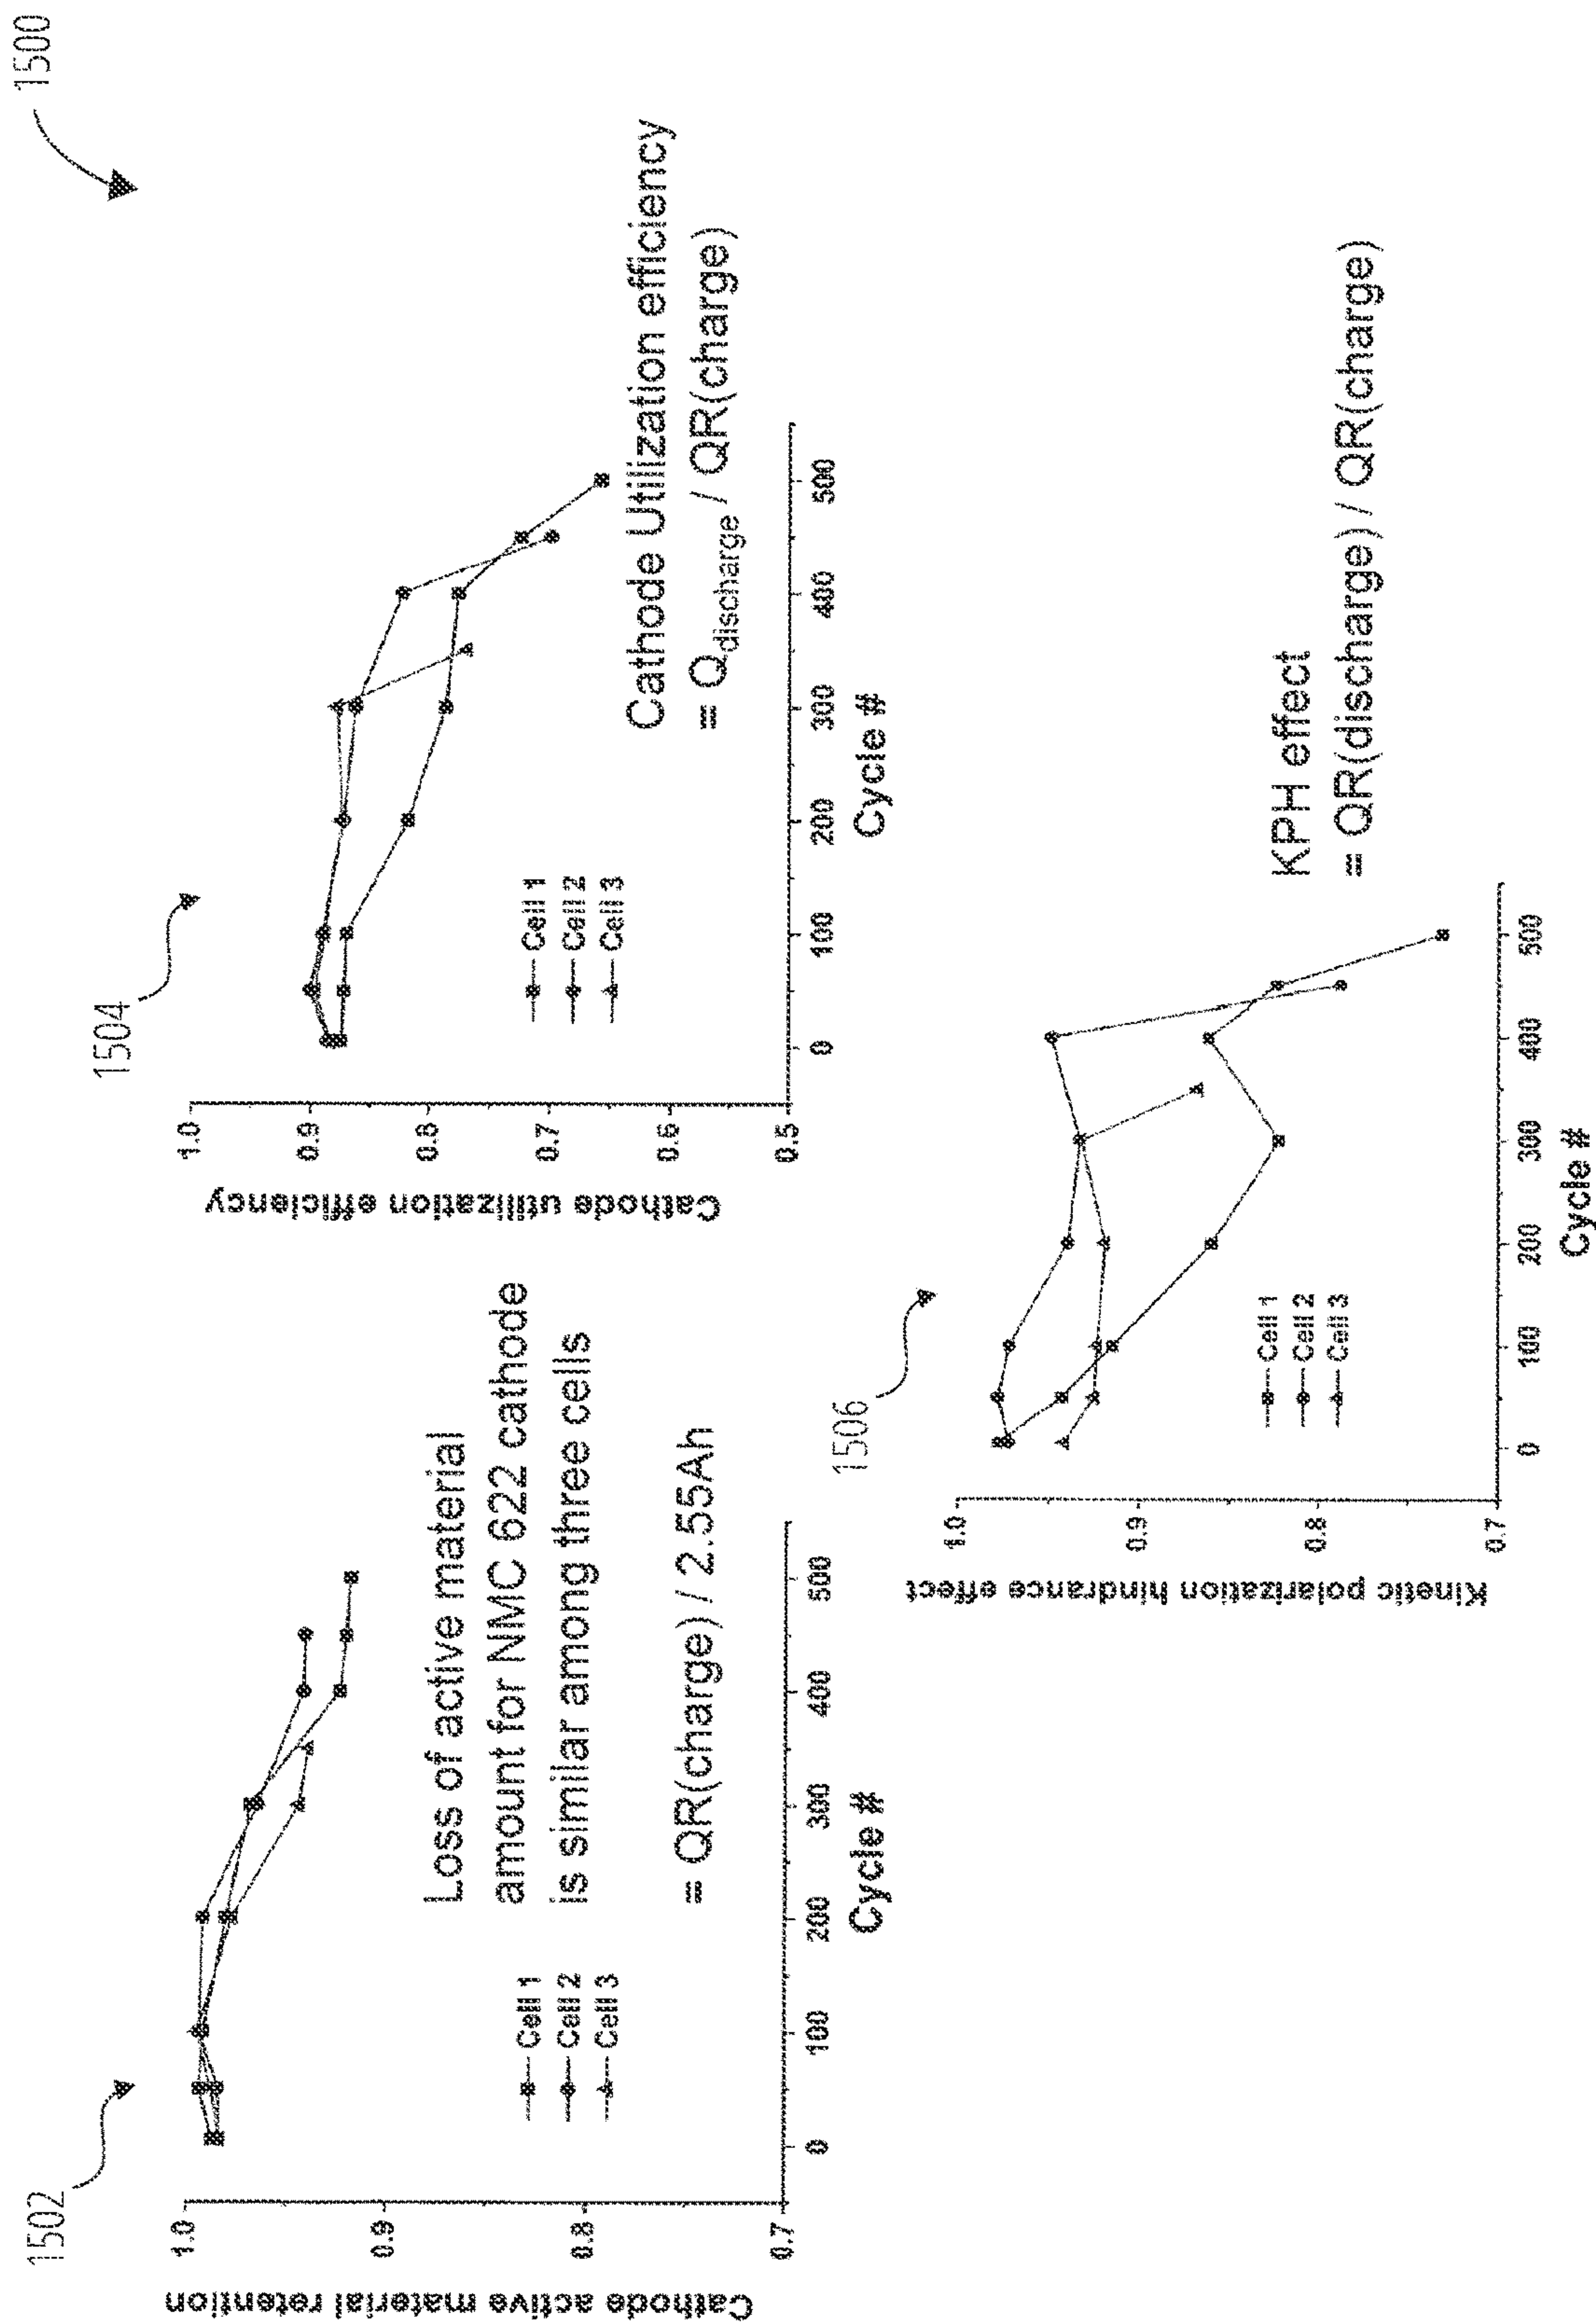 1500
1502
Cathode active material retention
1.0
0.9
0.8
0.7
Cell 1
Cell 2
Cell 3
Loss of active material
amount for NMC 622 cathode
is similar among three cells
= QR(charge) / 2.55Ah
0 100 200 300 400 500
Cycle #
1504
Cathode utilization efficiency
1.0
0.9
0.8
0.7
0.6
0.5
Cell 1
Cell 2
Cell 3
Cathode Utilization efficiency
= Qdischarge / QR(charge)
0 100 200 300 400 500
Cycle #
1506
Kinetic polarization hindrance effect
1.0
0.9
0.8
0.7
Cell 1
Cell 2
Cell 3
0 100 200 300 400 500
Cycle #
KPH effect
= QR(discharge) / QR(charge)